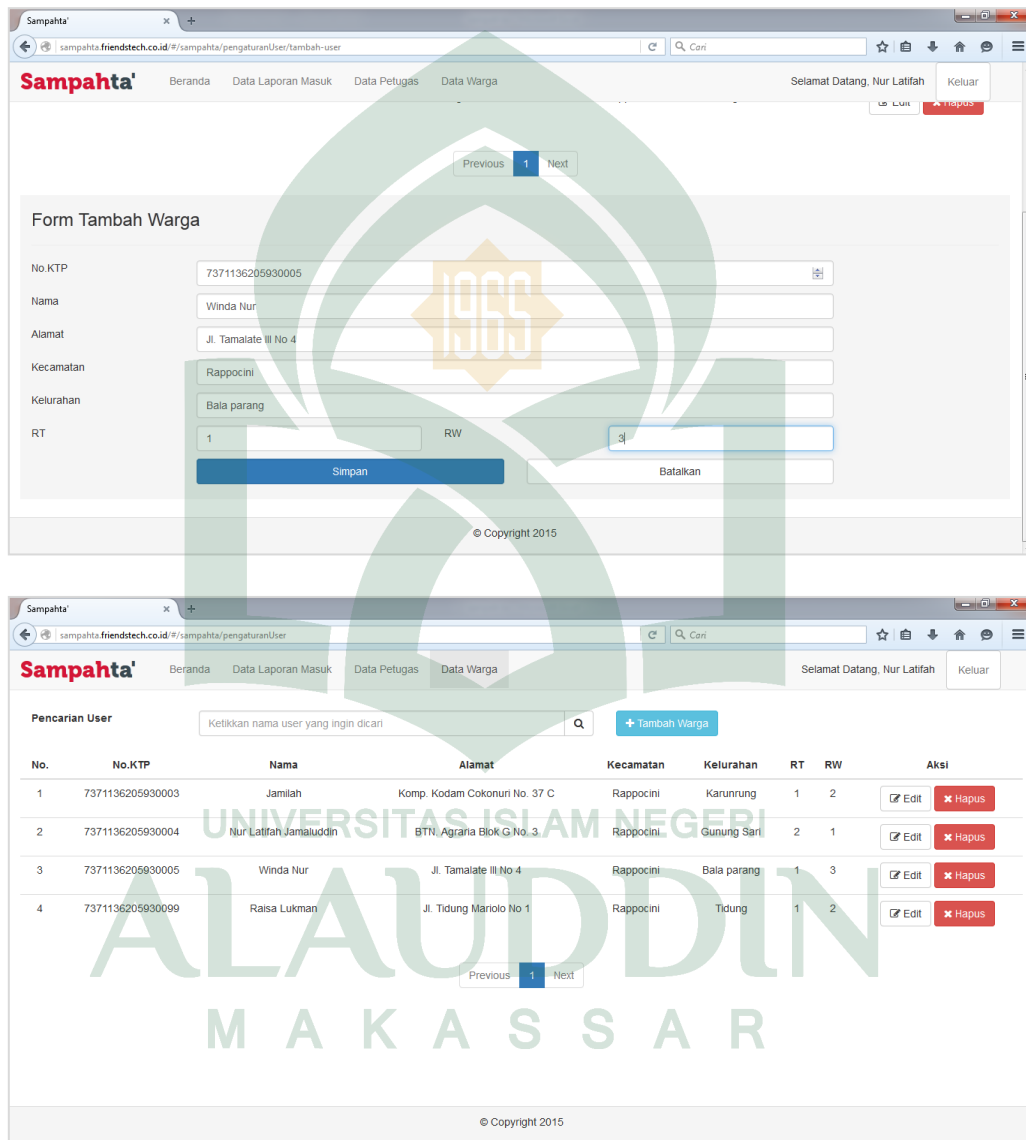 Sampahta'
sampahta.friendstech.co.id/#/sampahta/pengaturanUser/tambah-user Cari
Sampahta' Beranda Data Laporan Masuk Data Petugas Data Warga Selamat Datang, Nur Latifah Keluar
Edit Hapus
Previous 1 Next
Form Tambah Warga
No.KTP 7371136205930005
Nama Winda Nur
Alamat Jl. Tamalate III No 4
Kecamatan Rappocini
Kelurahan Bala parang
RT 1 RW 3
Simpan Batalkan
© Copyright 2015
Sampahta'
sampahta.friendstech.co.id/#/sampahta/pengaturanUser Cari
Sampahta' Beranda Data Laporan Masuk Data Petugas Data Warga Selamat Datang, Nur Latifah Keluar
Pencarian User Ketikkan nama user yang ingin dicari + Tambah Warga
No. No.KTP Nama Alamat Kecamatan Kelurahan RT RW Aksi
1 7371136205930003 Jamilah Komp. Kodam Cokonuri No. 37 C Rappocini Karunrung 1 2 Edit Hapus
2 7371136205930004 Nur Latifah Jamaluddin BTN. Agraria Blok G No. 3 Rappocini Gunung Sari 2 1 Edit Hapus
3 7371136205930005 Winda Nur Jl. Tamalate III No 4 Rappocini Bala parang 1 3 Edit Hapus
4 7371136205930099 Raisa Lukman Jl. Tidung Mariolo No 1 Rappocini Tidung 1 2 Edit Hapus
Previous 1 Next
© Copyright 2015
1965
UNIVERSITAS ISLAM NEGERI
ALAUDDIN
MAKASSAR